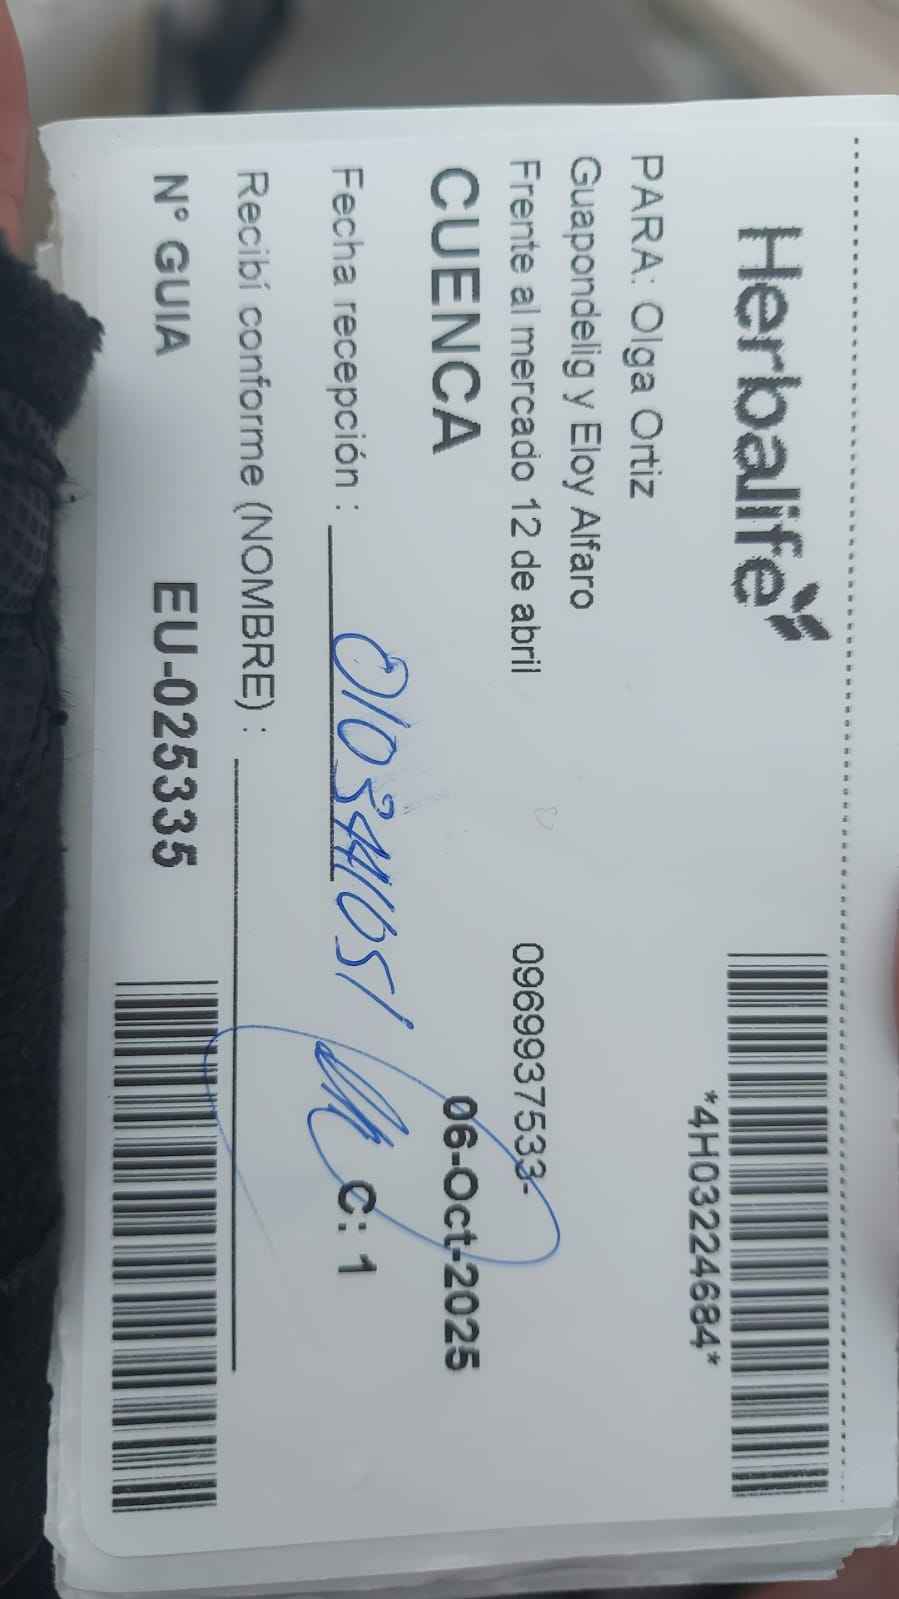 Herbalife
*4H03224684*
PARA: Olga Ortiz
Guapondelig y Eloy Alfaro
Frente al mercado 12 de abril 0969937533-
CUENCA 06-Oct-2025
Fecha recepción : C: 1
Recibí conforme (NOMBRE) :
N° GUIA EU-025335